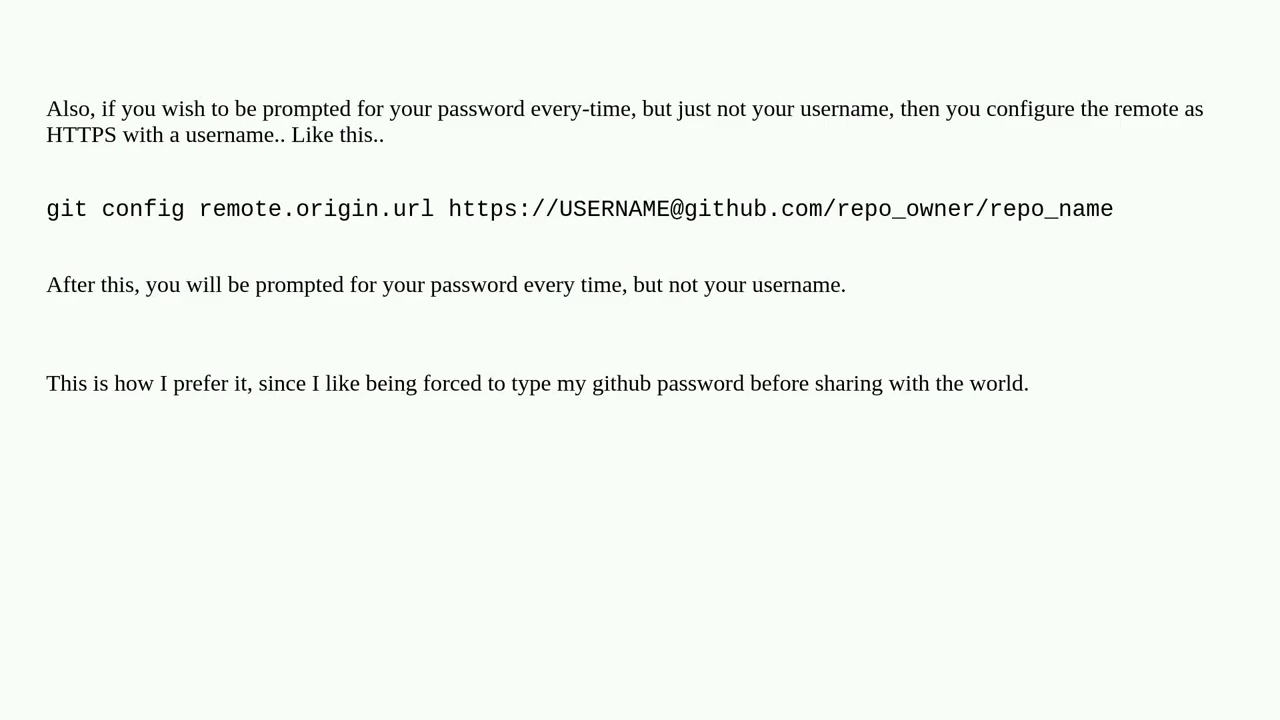 Also, if you wish to be prompted for your password every-time, but just not your username, then you configure the remote as
HTTPS with a username.. Like this..
git config remote.origin.url https://USERNAME@github.com/repo_owner/repo_name
After this, you will be prompted for your password every time, but not your username.
This is how I prefer it, since I like being forced to type my github password before sharing with the world.